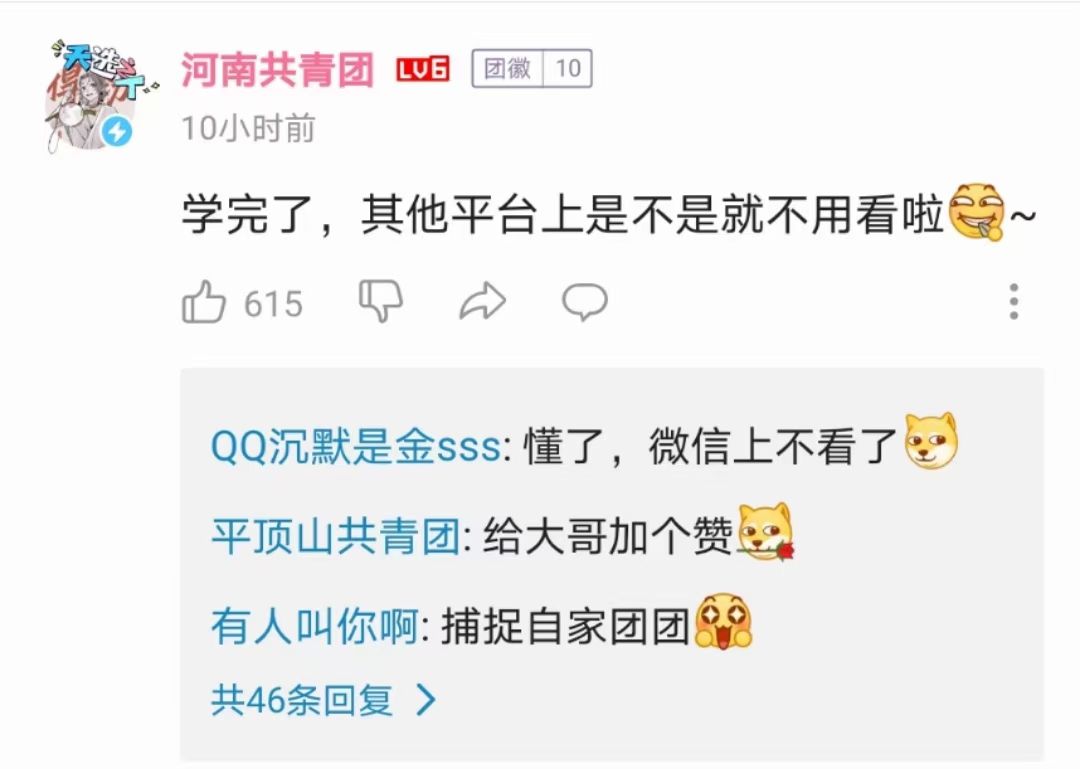 天选之
得分
河南共青团 LV6 团徽 10
10小时前
学完了，其他平台上是不是就不用看啦~
615
QQ沉默是金sss: 懂了，微信上不看了
平顶山共青团: 给大哥加个赞
有人叫你啊: 捕捉自家团团
共46条回复 >